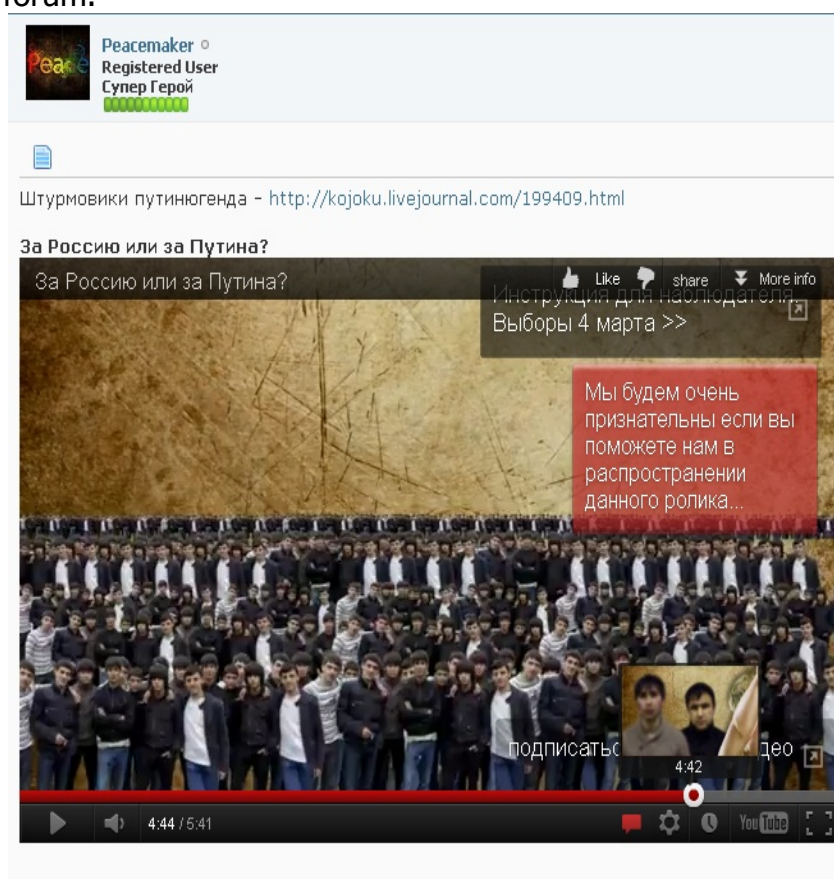 forum.
Peace
Peacemaker
Registered User
Супер Герой
Штурмовики путинюгенда – http://kojoku.livejournal.com/199409.html
За Россию или за Путина?
За Россию или за Путина?
Like share More info
Инструкция для наблюдателя.
Выборы 4 марта >>
Мы будем очень
признательны если вы
поможете нам в
распространении
данного ролика...
4:42
4:44 / 5:41
YouTube